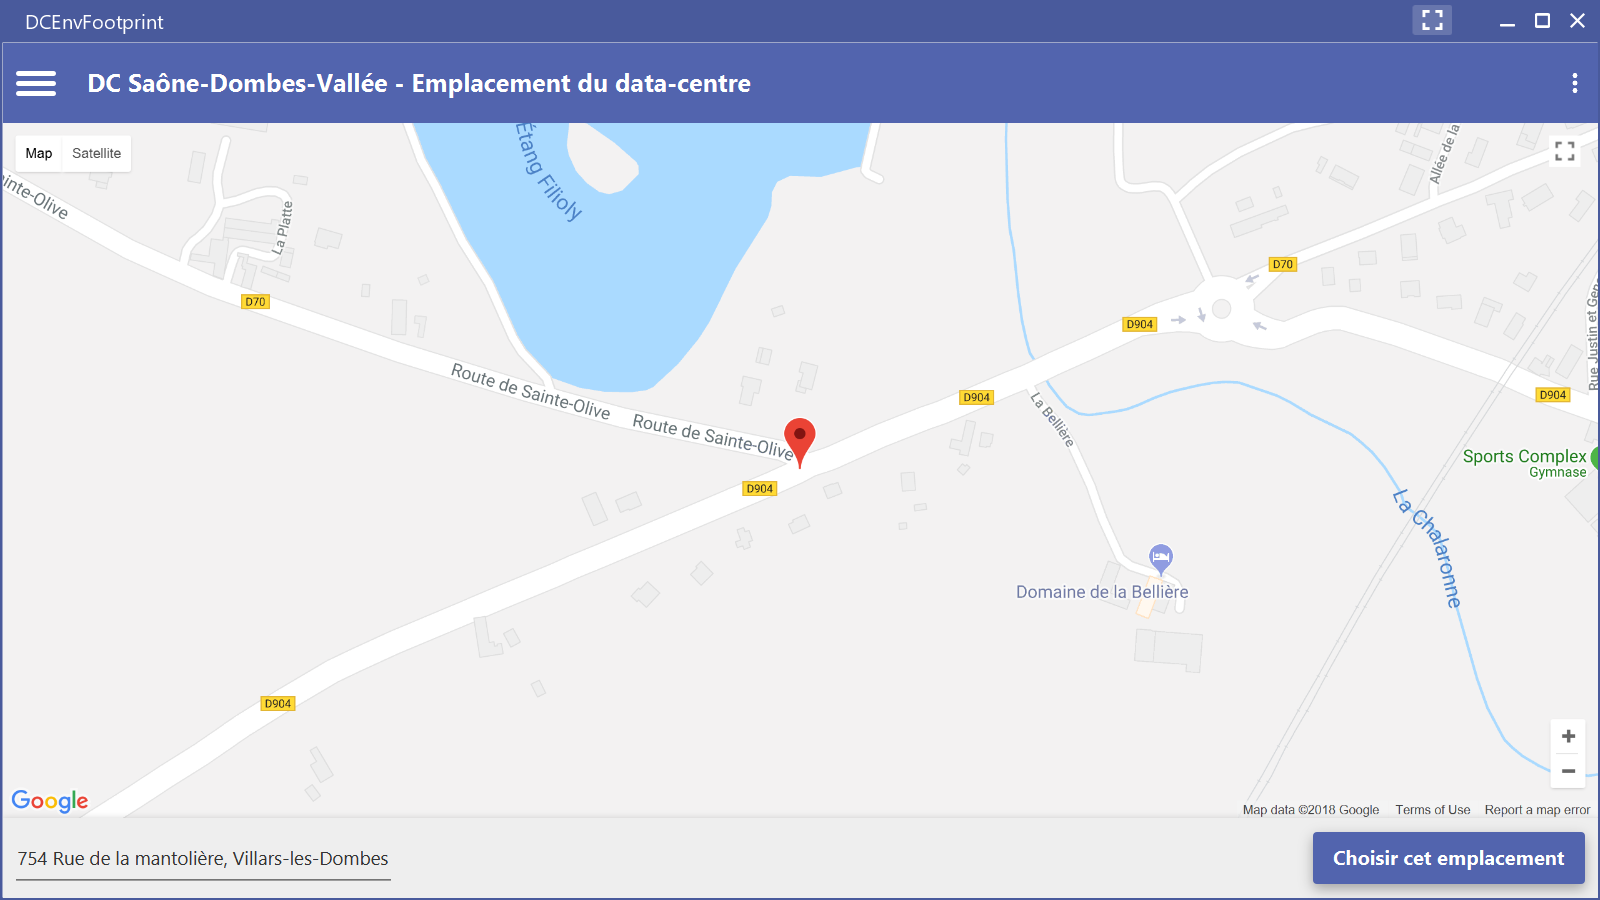 DCEnvFootprint
DC Saône-Dombes-Vallée - Emplacement du data-centre
Map
Satellite
Étang Filioly
Allée de la
inte-Olive
La Platte
D70
D70
D904
Route de Sainte-Olive
Route de Sainte-Olive
D904
D904
La Bellière
Rue Justin et Gen
D904
Sports Complex
Gymnase
D904
La Chalaronne
Domaine de la Bellière
D904
+
−
Google
Map data ©2018 Google
Terms of Use
Report a map error
754 Rue de la mantolière, Villars-les-Dombes
Choisir cet emplacement